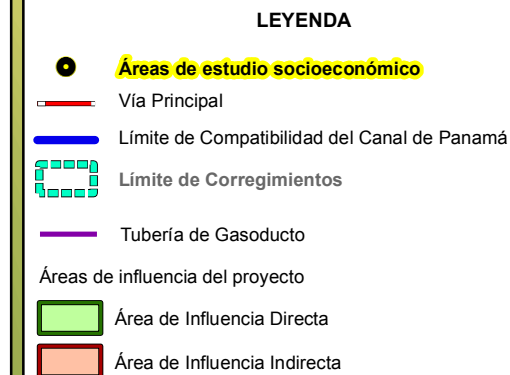 LEYENDA
Áreas de estudio socioeconómico
Vía Principal
Límite de Compatibilidad del Canal de Panamá
Límite de Corregimientos
Tubería de Gasoducto
Áreas de influencia del proyecto
Área de Influencia Directa
Área de Influencia Indirecta